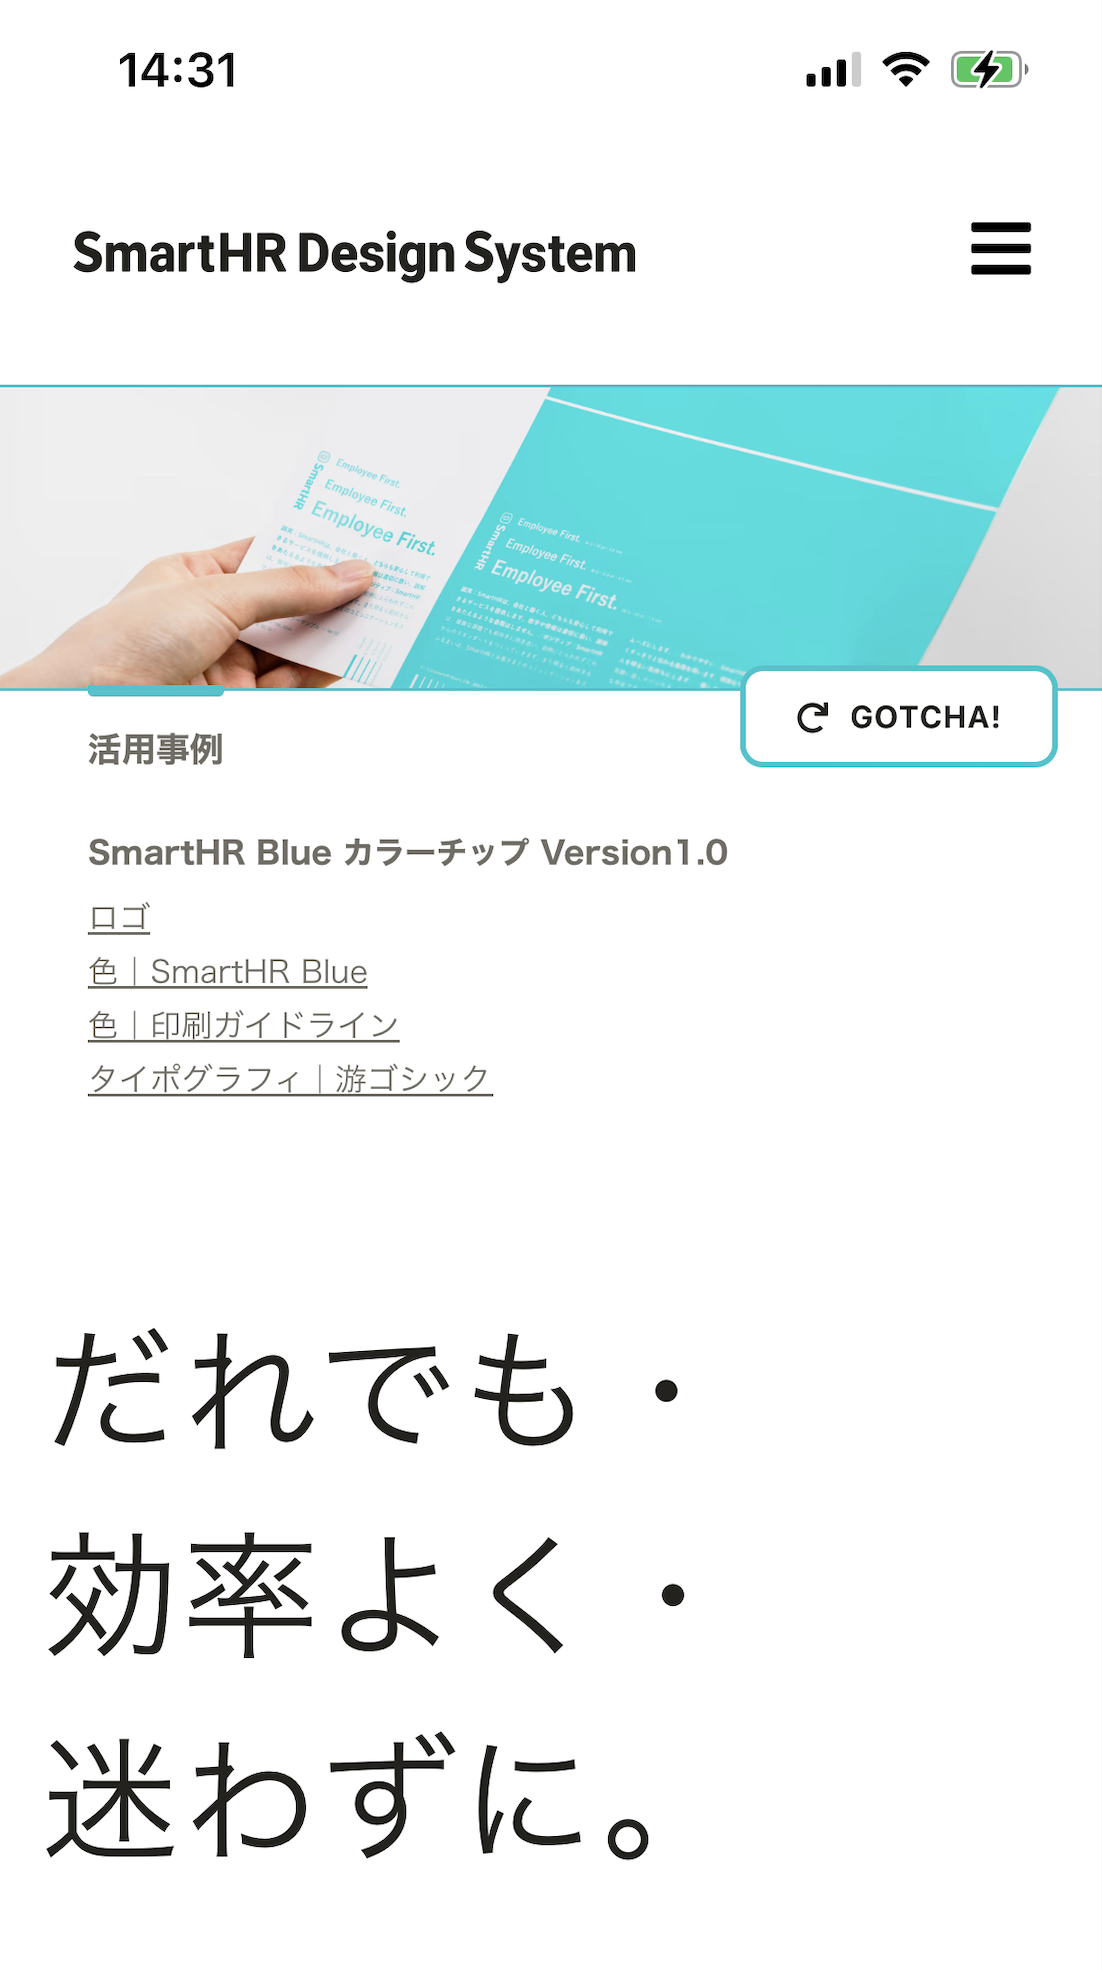 14:31
SmartHR Design System
Employee First.
Employee First.
Employee First.
SmartHR
Employee First.
Employee First.
Employee First.
SmartHR
GOTCHA!
活用事例
SmartHR Blue カラーチップ Version1.0
ロゴ
色｜SmartHR Blue
色｜印刷ガイドライン
タイポグラフィ｜游ゴシック
だれでも・
効率よく・
迷わずに。